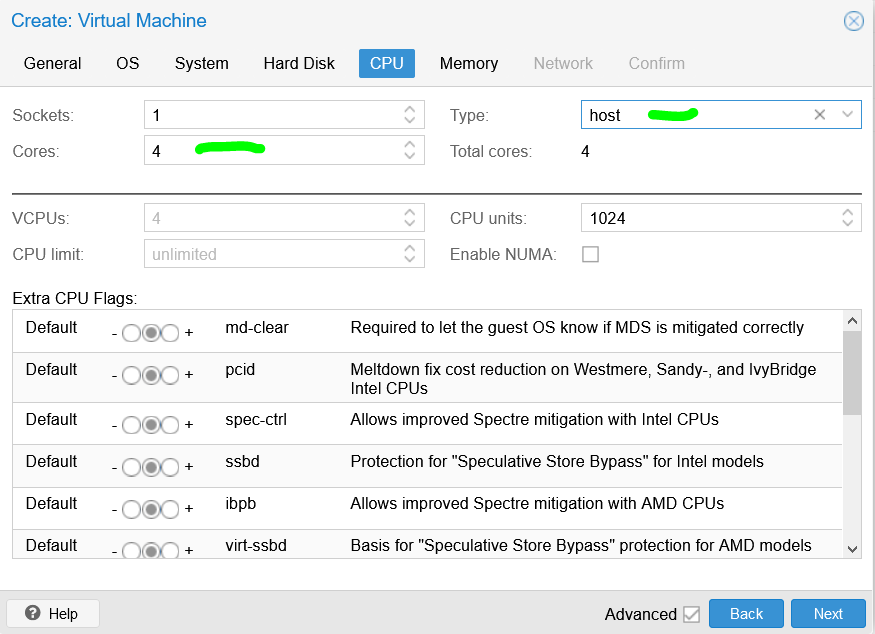 Create: Virtual Machine
General OS System Hard Disk CPU Memory Network Confirm
Sockets: 1 Type: host
Cores: 4 Total cores: 4
VCPUs: 4 CPU units: 1024
CPU limit: unlimited Enable NUMA:
Extra CPU Flags:
Default - + md-clear Required to let the guest OS know if MDS is mitigated correctly
Default - + pcid Meltdown fix cost reduction on Westmere, Sandy-, and IvyBridge
Intel CPUs
Default - + spec-ctrl Allows improved Spectre mitigation with Intel CPUs
Default - + ssbd Protection for "Speculative Store Bypass" for Intel models
Default - + ibpb Allows improved Spectre mitigation with AMD CPUs
Default - + virt-ssbd Basis for "Speculative Store Bypass" protection for AMD models
Help Advanced Back Next